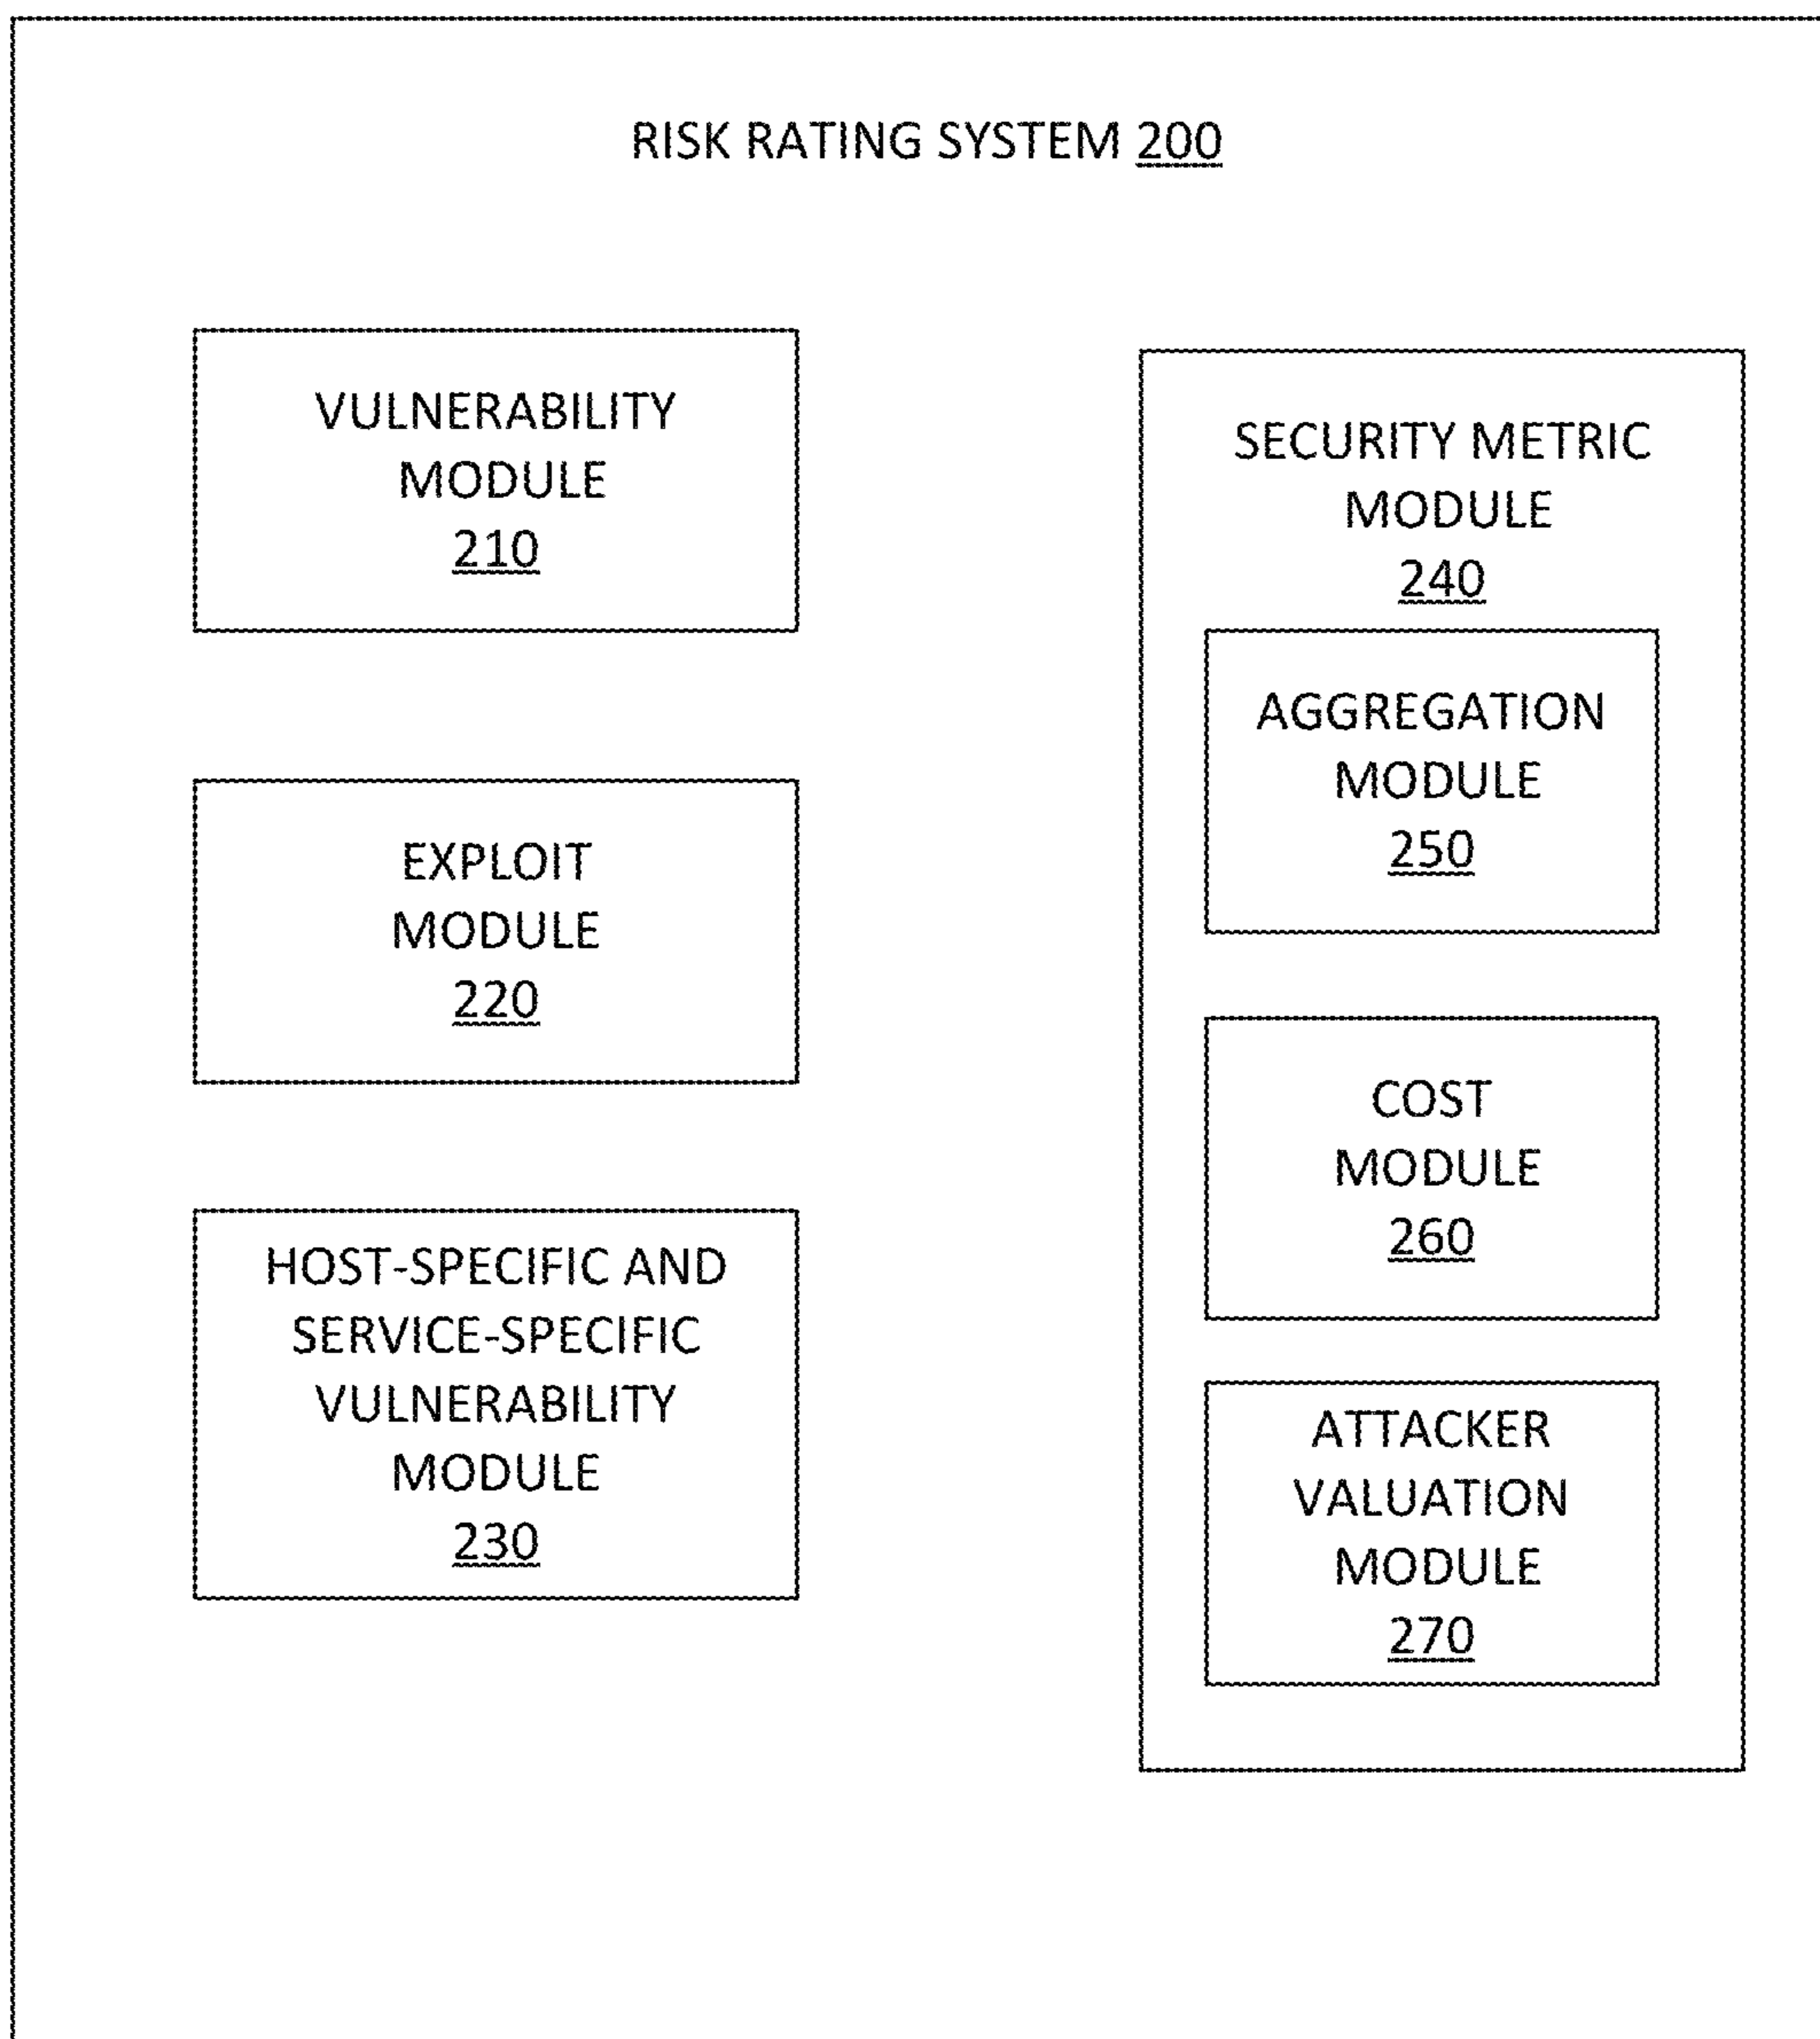 RISK RATING SYSTEM 200
VULNERABILITY
MODULE
210
EXPLOIT
MODULE
220
HOST-SPECIFIC AND
SERVICE-SPECIFIC
VULNERABILITY
MODULE
230
SECURITY METRIC
MODULE
240
AGGREGATION
MODULE
250
COST
MODULE
260
ATTACKER
VALUATION
MODULE
270